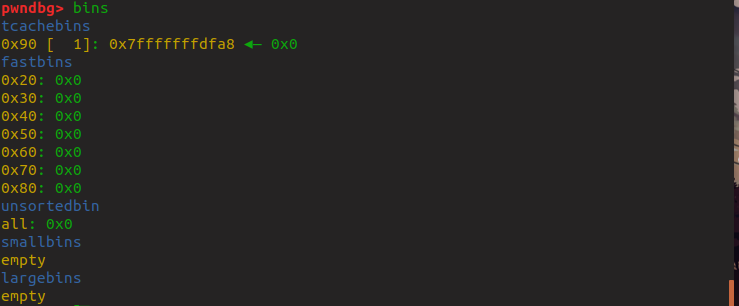 pwndbg> bins
tcachebins
0x90 [  1]: 0x7fffffffdfa8 ◂— 0x0
fastbins
0x20: 0x0
0x30: 0x0
0x40: 0x0
0x50: 0x0
0x60: 0x0
0x70: 0x0
0x80: 0x0
unsortedbin
all: 0x0
smallbins
empty
largebins
empty